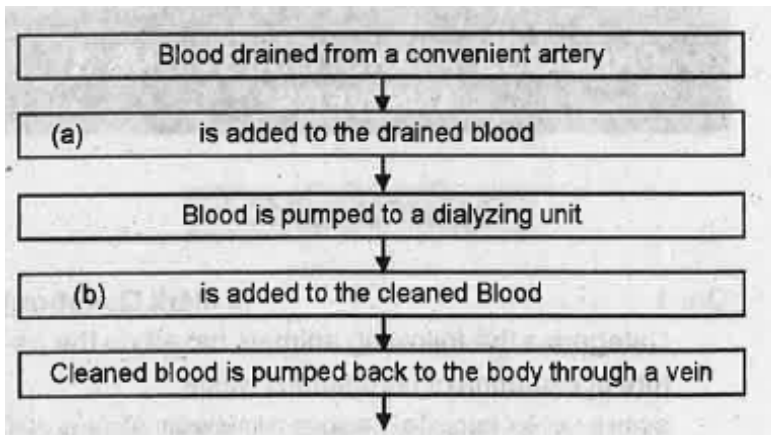 Blood drained from a convenient artery
(a) is added to the drained blood
Blood is pumped to a dialyzing unit
(b) is added to the cleaned Blood
Cleaned blood is pumped back to the body through a vein